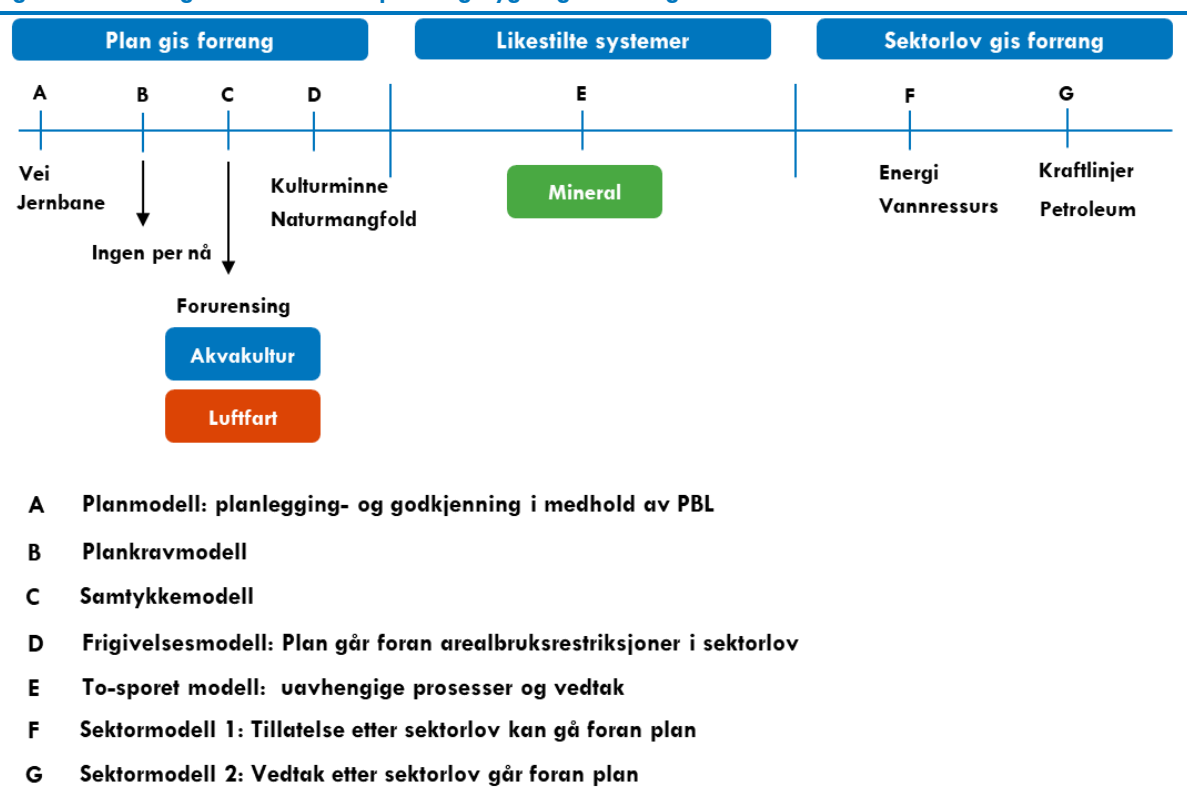 Plan gis forrang
Likestilte systemer
Sektorlov gis forrang
A
B
C
D
E
F
G
Vei
Jernbane
Ingen per nå
Forurensing
Akvakultur
Luftfart
Kulturminne
Naturmangfold
Mineral
Energi
Vannressurs
Kraftlinjer
Petroleum
A Planmodell: planlegging- og godkjenning i medhold av PBL
B Plankravmodell
C Samtykkemodell
D Frigivelsesmodell: Plan går foran arealbruksrestriksjoner i sektorlov
E To-sporet modell: uavhengige prosesser og vedtak
F Sektormodell 1: Tillatelse etter sektorlov kan gå foran plan
G Sektormodell 2: Vedtak etter sektorlov går foran plan